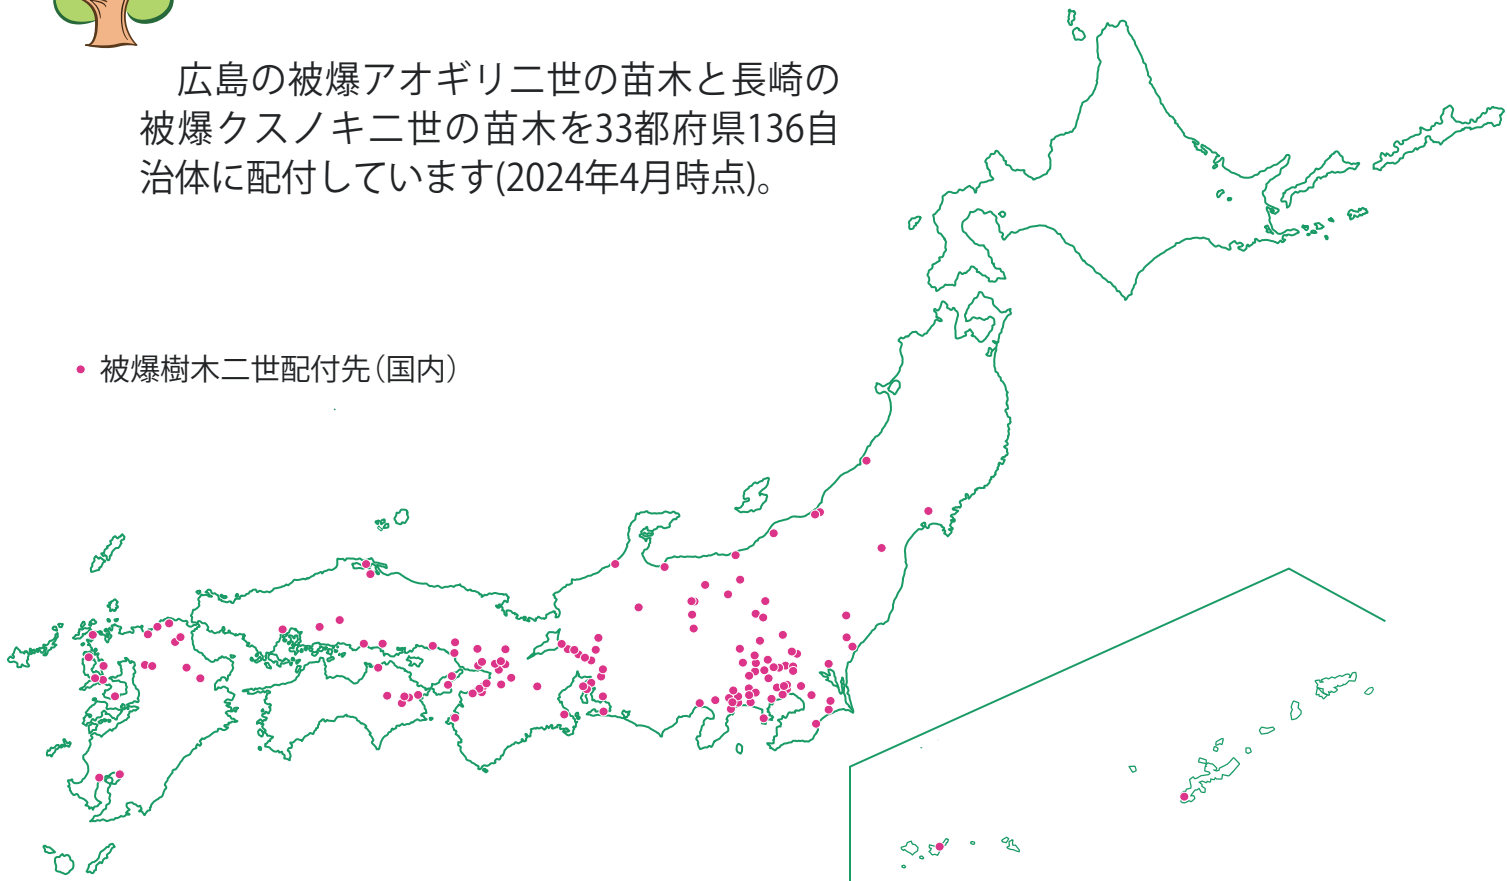 広島の被爆アオギリ二世の苗木と長崎の
被爆クスノキ二世の苗木を33都府県136自
治体に配付しています(2024年4月時点)。
• 被爆樹木二世配付先（国内）